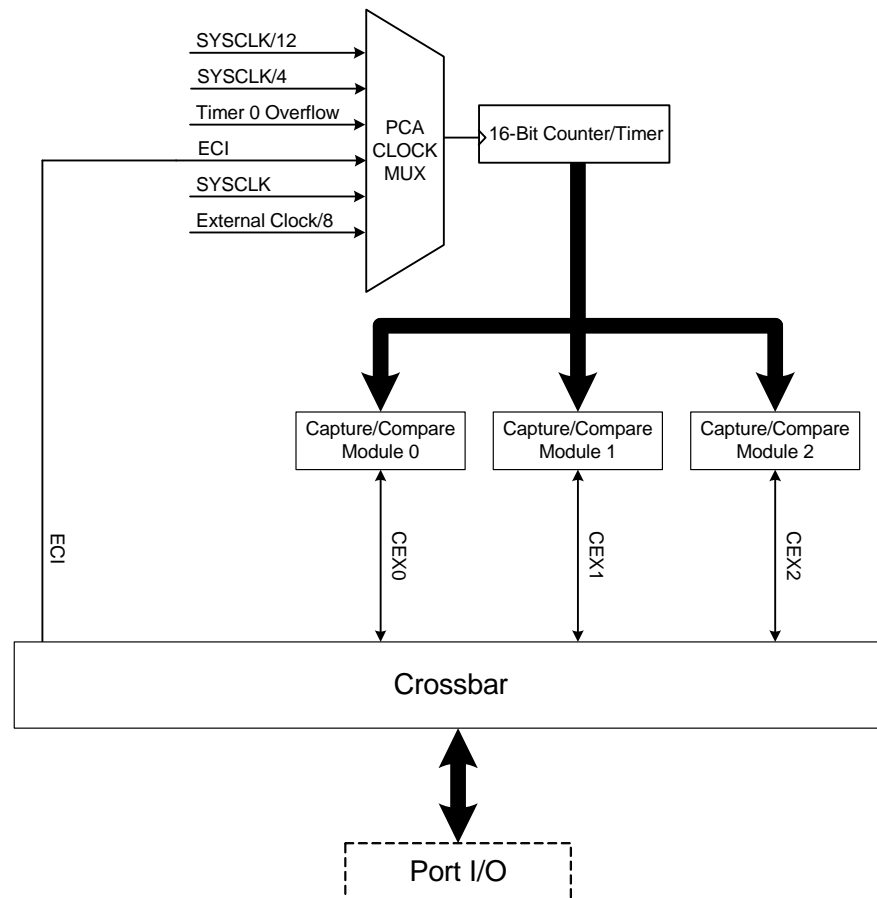 SYSCLK/12
SYSCLK/4
Timer 0 Overflow
ECI
SYSCLK
External Clock/8
PCA
CLOCK
MUX
16-Bit Counter/Timer
Capture/Compare
Module 0
Capture/Compare
Module 1
Capture/Compare
Module 2
ECI
CEX0
CEX1
CEX2
Crossbar
Port I/O